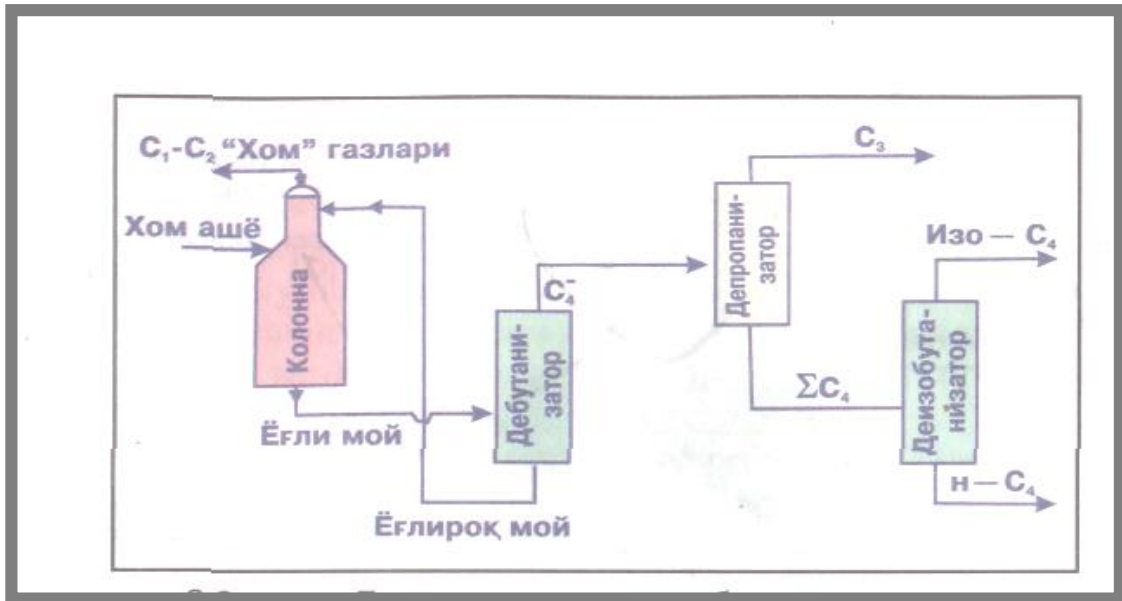 C₁-C₂ “Хом” газлари
Хом ашё
Колонна
Ёғли мой
Ёғлироқ мой
Дебутани-
затор
C₄⁻
Депропани-
затор
C₃
ΣC₄
Деизобута-
низатор
Изо — C₄
н — C₄